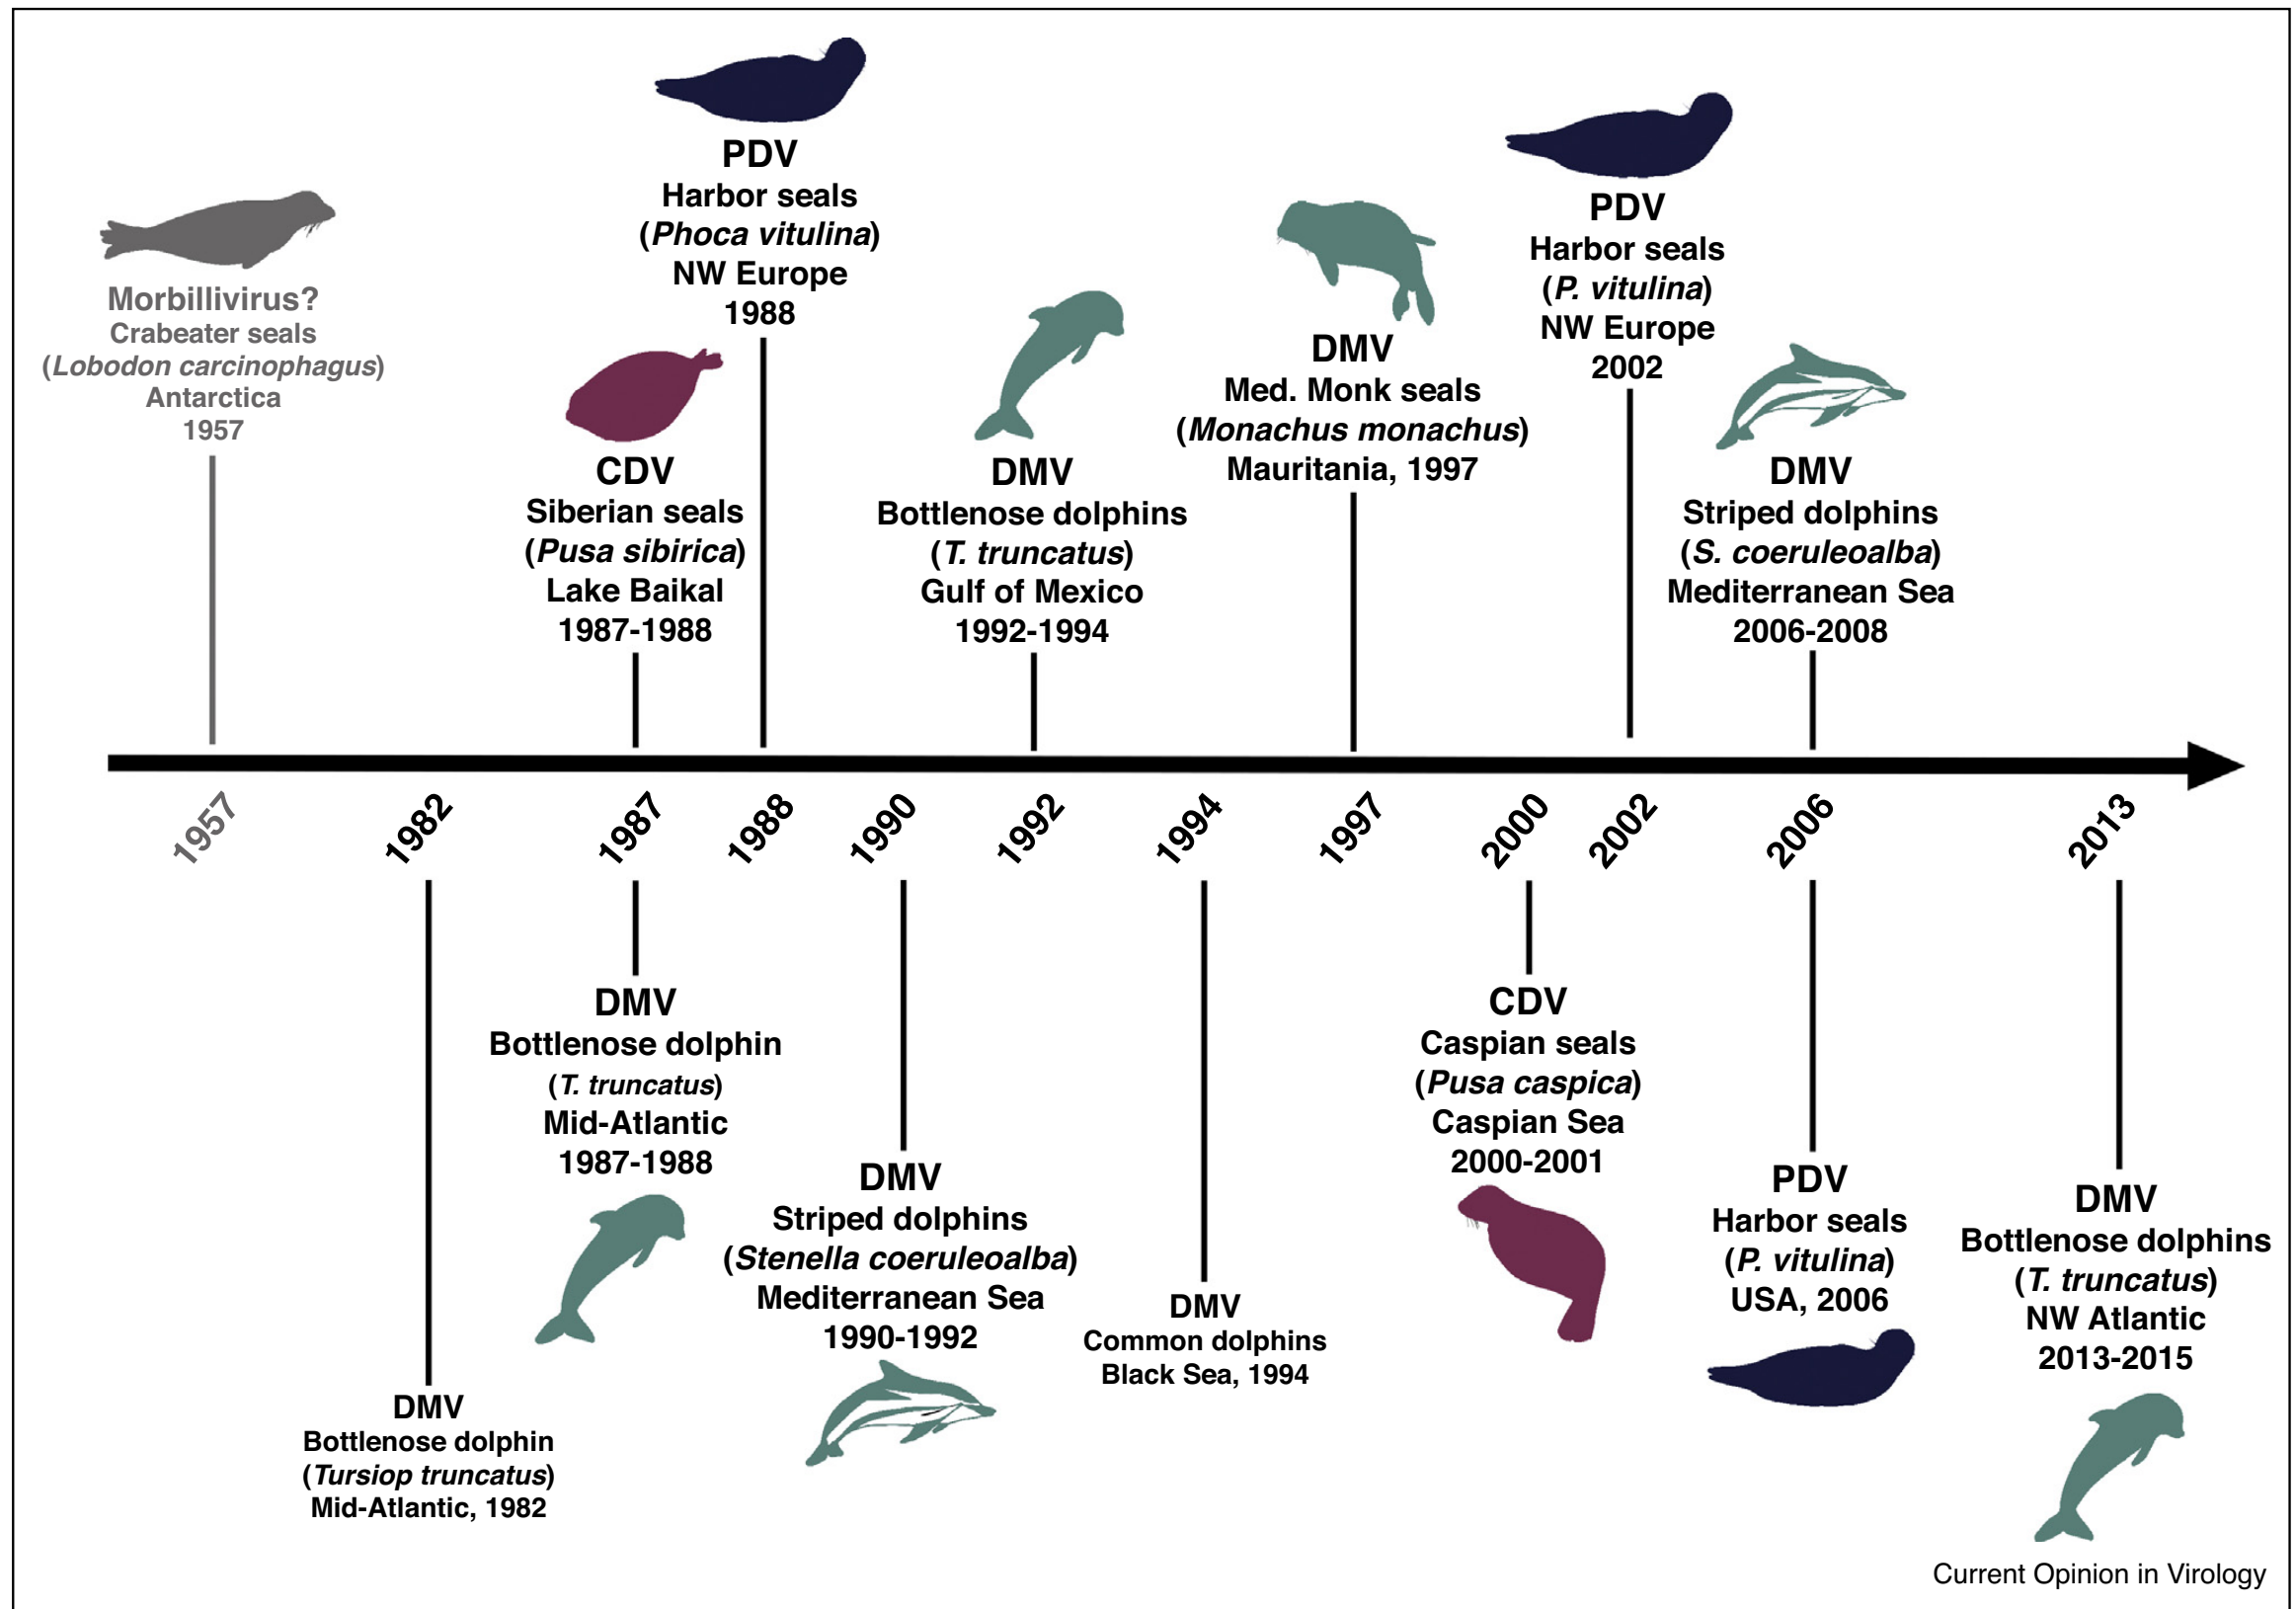 PDV
Harbor seals
(Phoca vitulina)
NW Europe
1988
PDV
Harbor seals
(P. vitulina)
NW Europe
2002
Morbillivirus?
Crabeater seals
(Lobodon carcinophagus)
Antarctica
1957
DMV
Med. Monk seals
(Monachus monachus)
Mauritania, 1997
CDV
Siberian seals
(Pusa sibirica)
Lake Baikal
1987-1988
DMV
Bottlenose dolphins
(T. truncatus)
Gulf of Mexico
1992-1994
DMV
Striped dolphins
(S. coeruleoalba)
Mediterranean Sea
2006-2008
1957
1982
1987
1988
1990
1992
1994
1997
2000
2002
2006
2013
DMV
Bottlenose dolphin
(T. truncatus)
Mid-Atlantic
1987-1988
CDV
Caspian seals
(Pusa caspica)
Caspian Sea
2000-2001
DMV
Striped dolphins
(Stenella coeruleoalba)
Mediterranean Sea
1990-1992
PDV
Harbor seals
(P. vitulina)
USA, 2006
DMV
Bottlenose dolphins
(T. truncatus)
NW Atlantic
2013-2015
DMV
Common dolphins
Black Sea, 1994
DMV
Bottlenose dolphin
(Tursiop truncatus)
Mid-Atlantic, 1982
Current Opinion in Virology